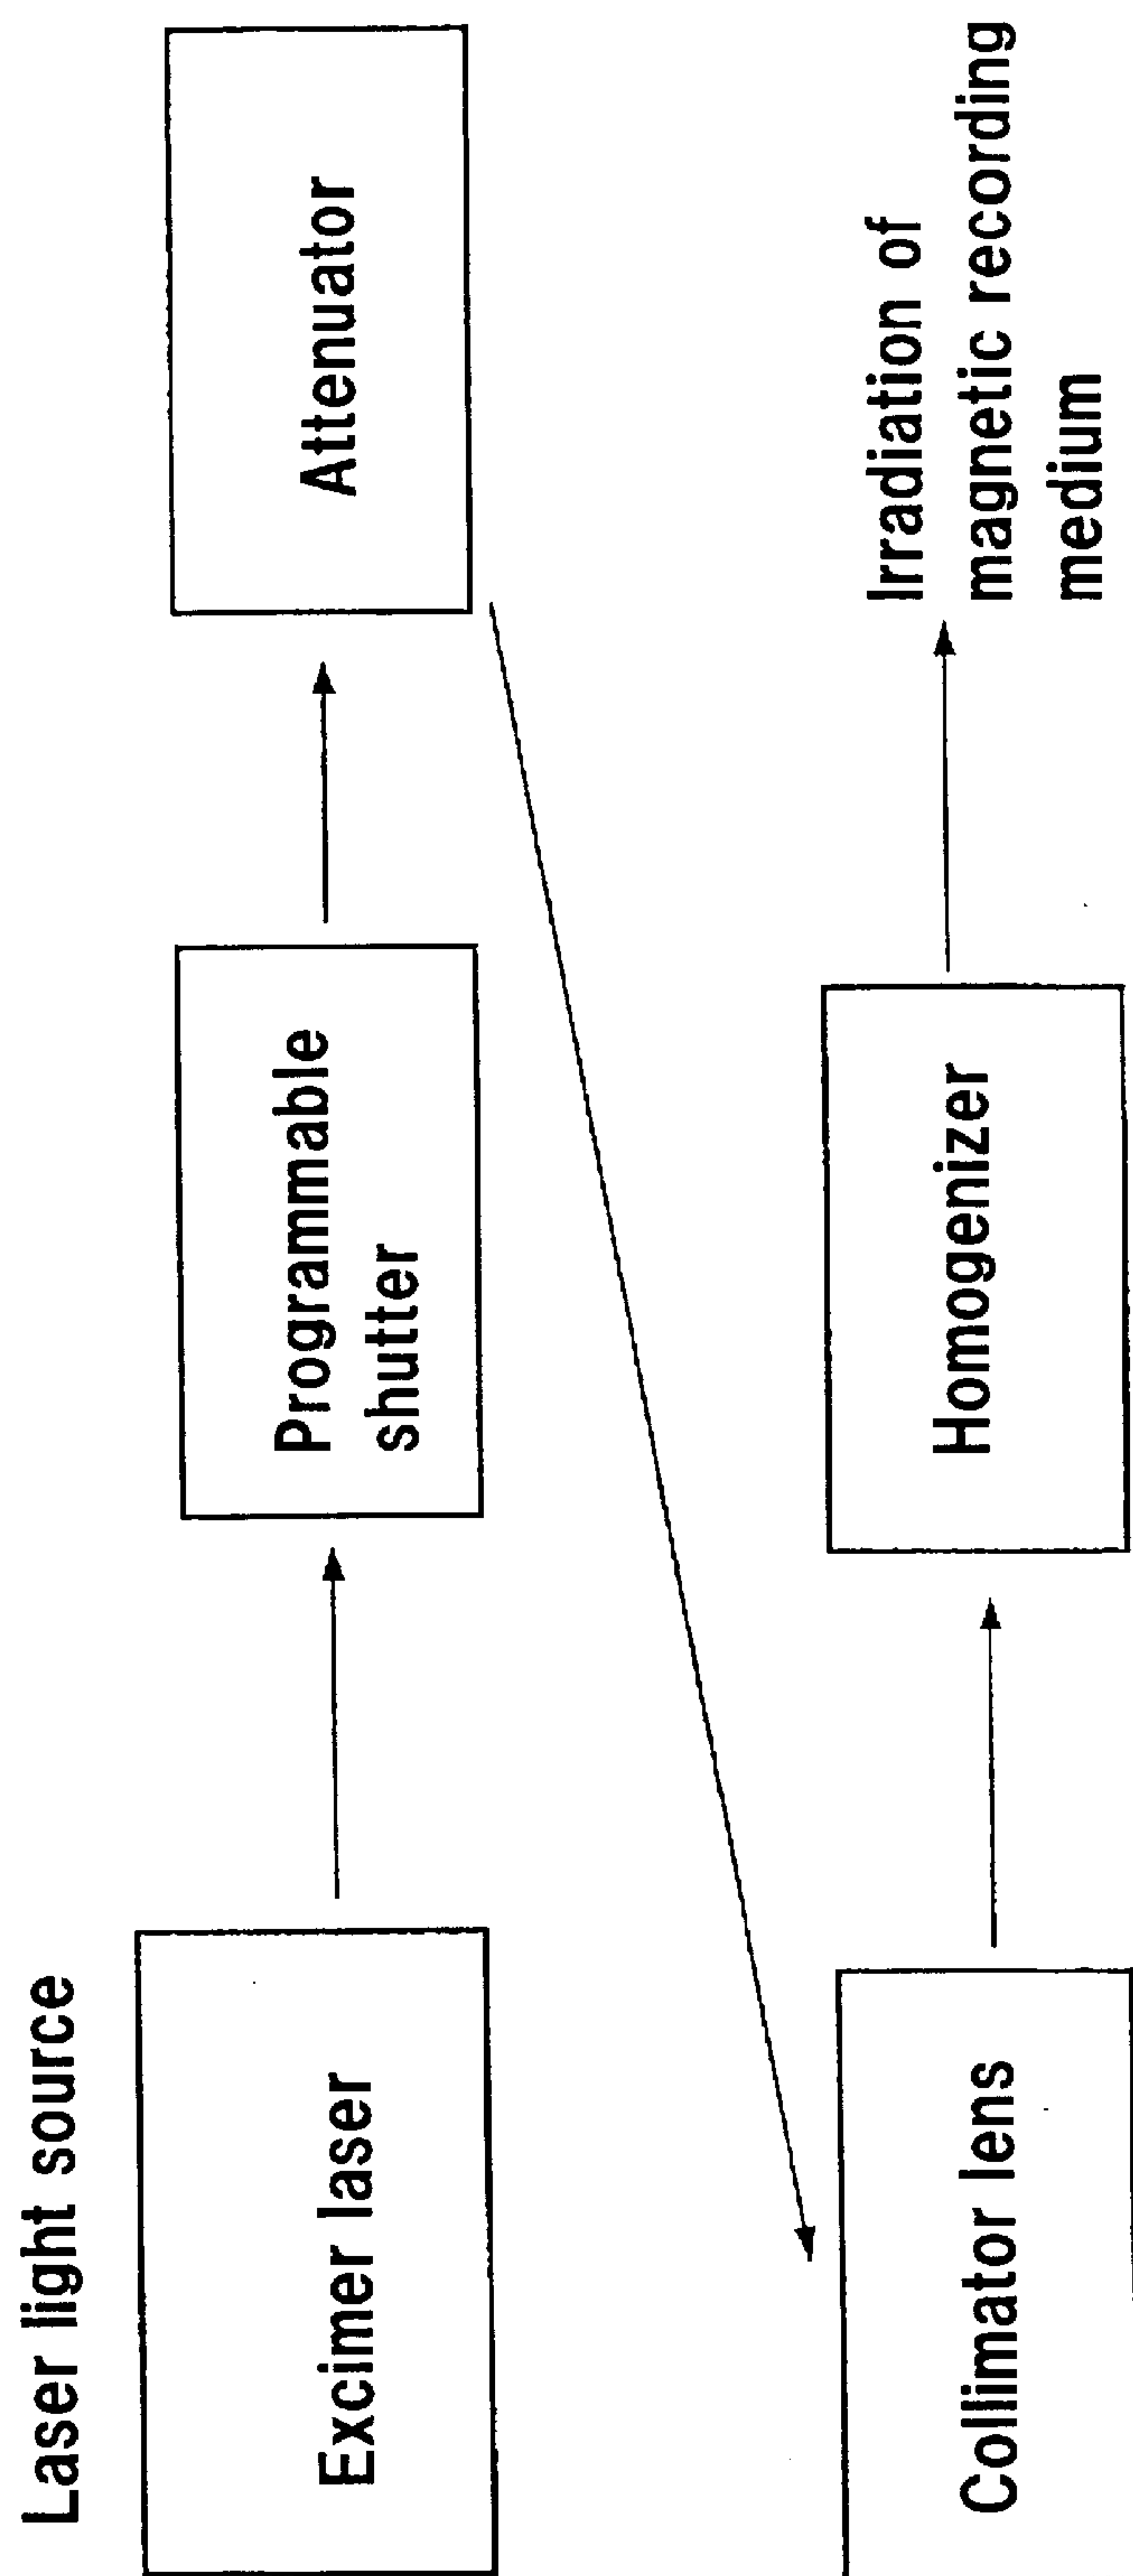 Laser light source
Excimer laser
Programmable
shutter
Attenuator
Collimator lens
Homogenizer
Irradiation of
magnetic recording
medium